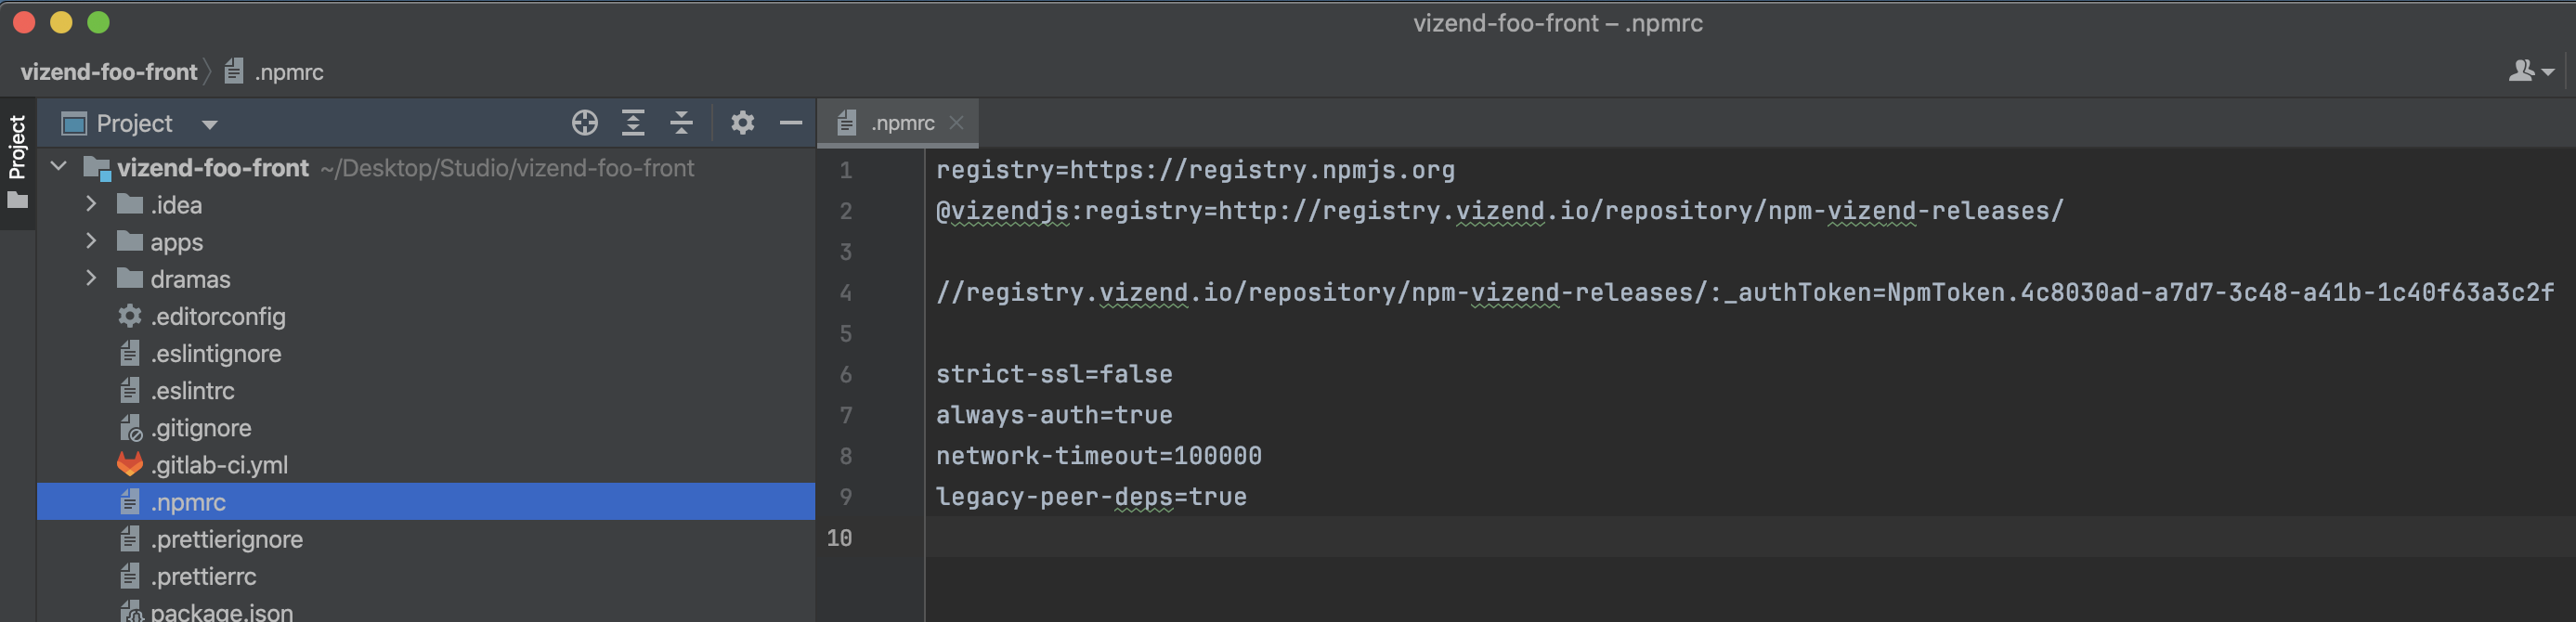 vizend-foo-front – .npmrc
vizend-foo-front
.npmrc
Project
Project
.npmrc
vizend-foo-front ~/Desktop/Studio/vizend-foo-front
.idea
apps
dramas
.editorconfig
.eslintignore
.eslintrc
.gitignore
.gitlab-ci.yml
.npmrc
.prettierignore
.prettierrc
package.json
1 registry=https://registry.npmjs.org
2 @vizendjs:registry=http://registry.vizend.io/repository/npm-vizend-releases/
3
4 //registry.vizend.io/repository/npm-vizend-releases/:_authToken=NpmToken.4c8030ad-a7d7-3c48-a41b-1c40f63a3c2f
5
6 strict-ssl=false
7 always-auth=true
8 network-timeout=100000
9 legacy-peer-deps=true
10